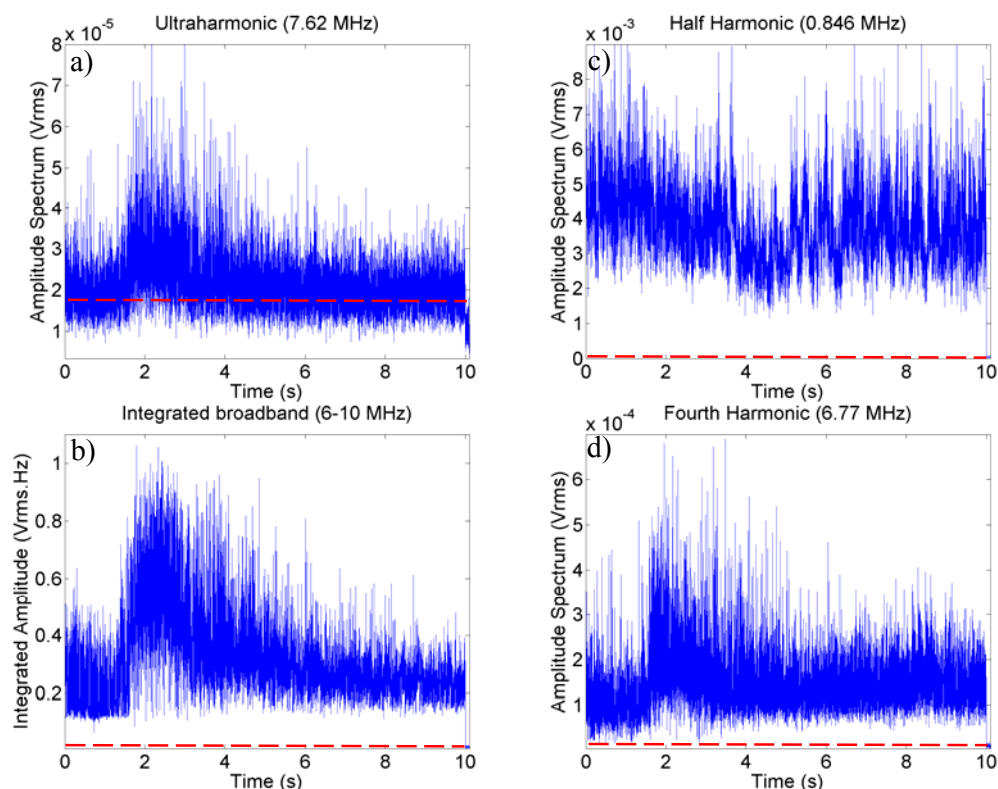 Ultraharmonic (7.62 MHz)
x 10^-5
a)
8
7
6
5
4
3
2
1
Amplitude Spectrum (Vrms)
0 2 4 6 8 10
Time (s)
Half Harmonic (0.846 MHz)
x 10^-3
c)
8
7
6
5
4
3
2
1
0
Amplitude Spectrum (Vrms)
0 2 4 6 8 10
Time (s)
Integrated broadband (6-10 MHz)
b)
1
0.8
0.6
0.4
0.2
Integrated Amplitude (Vrms.Hz)
0 2 4 6 8 10
Time (s)
Fourth Harmonic (6.77 MHz)
x 10^-4
d)
6
5
4
3
2
1
Amplitude Spectrum (Vrms)
0 2 4 6 8 10
Time (s)